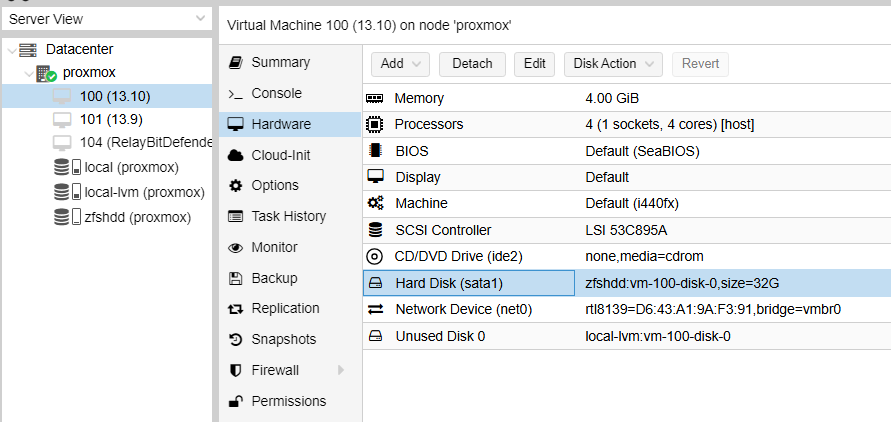 Server View
Datacenter
proxmox
100 (13.10)
101 (13.9)
104 (RelayBitDefende
local (proxmox)
local-lvm (proxmox)
zfshdd (proxmox)
Virtual Machine 100 (13.10) on node 'proxmox'
Summary
Console
Hardware
Cloud-Init
Options
Task History
Monitor
Backup
Replication
Snapshots
Firewall
Permissions
Add Detach Edit Disk Action Revert
Memory 4.00 GiB
Processors 4 (1 sockets, 4 cores) [host]
BIOS Default (SeaBIOS)
Display Default
Machine Default (i440fx)
SCSI Controller LSI 53C895A
CD/DVD Drive (ide2) none,media=cdrom
Hard Disk (sata1) zfshdd:vm-100-disk-0,size=32G
Network Device (net0) rtl8139=D6:43:A1:9A:F3:91,bridge=vmbr0
Unused Disk 0 local-lvm:vm-100-disk-0